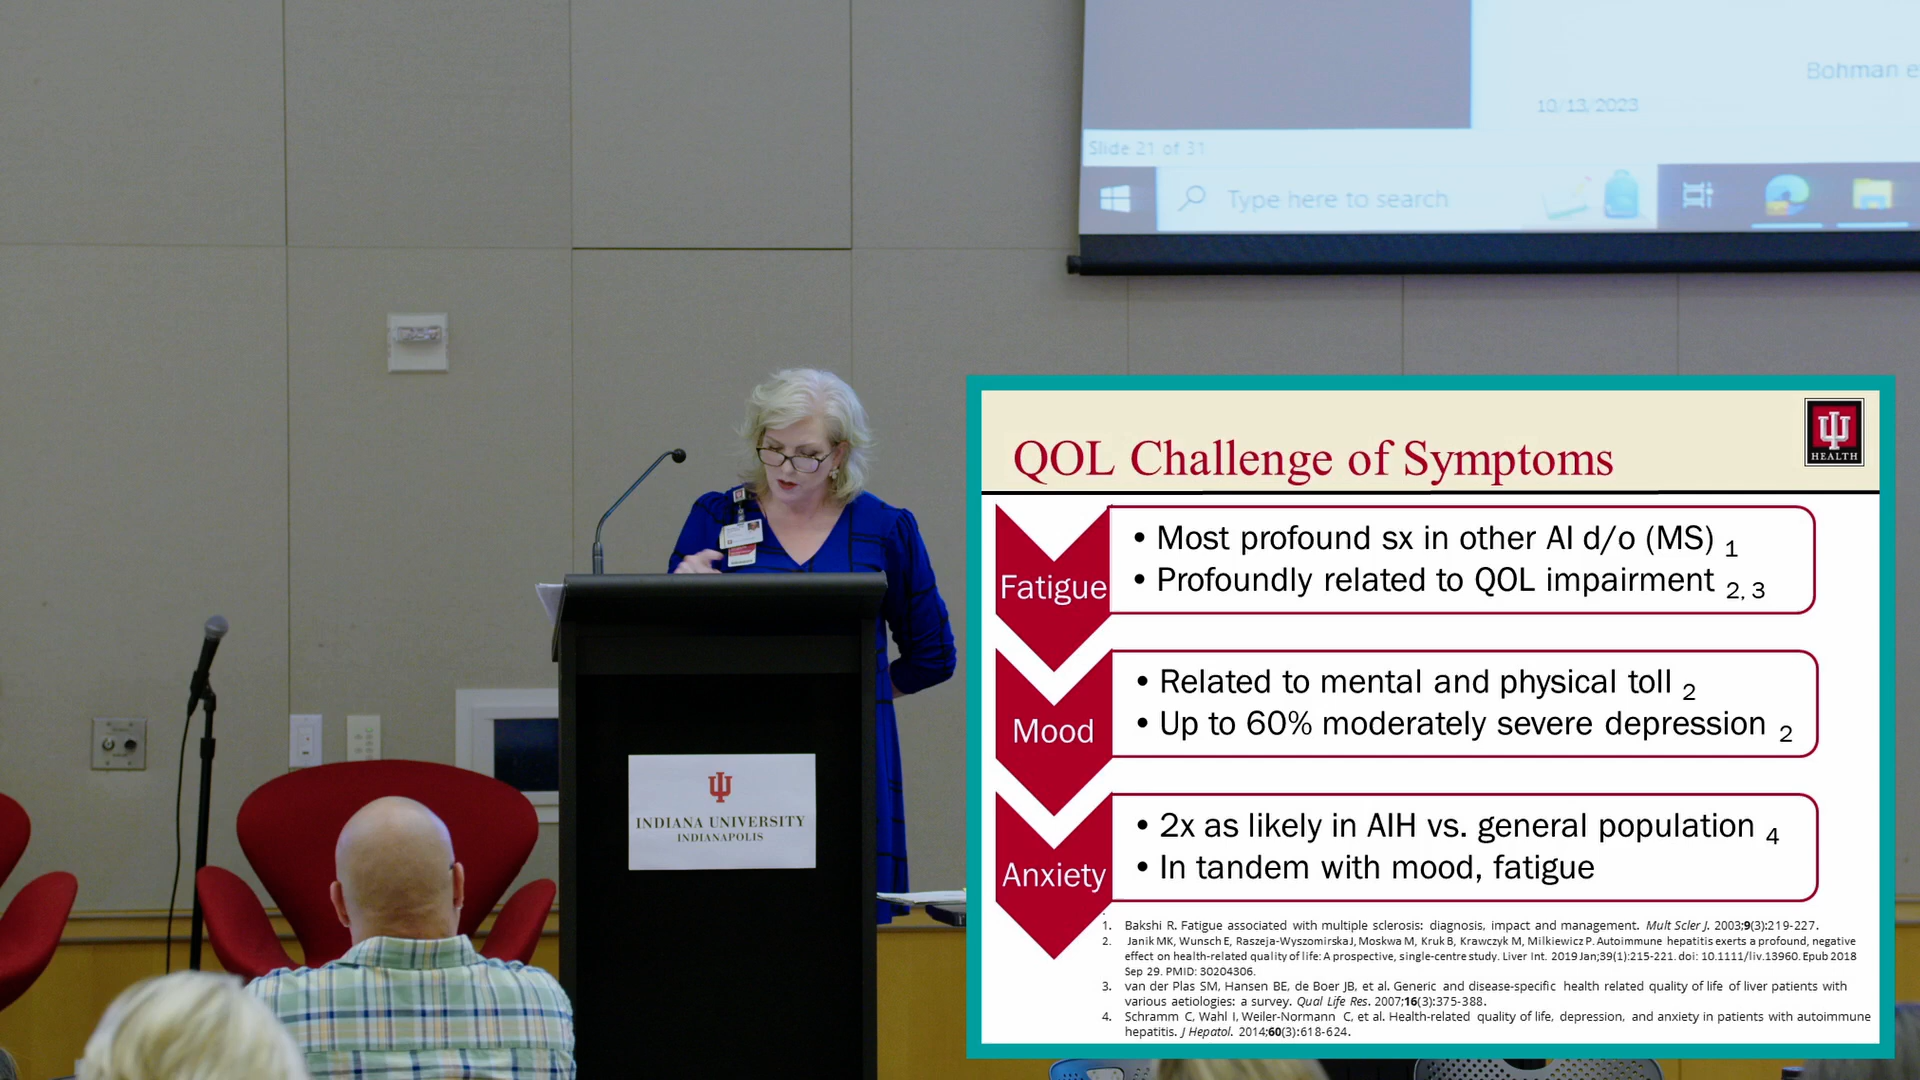 Bohman
10/13/2023
Slide 21 of 31
Type here to search
INDIANA UNIVERSITY
INDIANAPOLIS
HEALTH
QOL Challenge of Symptoms
Fatigue
• Most profound sx in other AI d/o (MS) 1
• Profoundly related to QOL impairment 2, 3
Mood
• Related to mental and physical toll 2
• Up to 60% moderately severe depression 2
Anxiety
• 2x as likely in AIH vs. general population 4
• In tandem with mood, fatigue
1. Bakshi R. Fatigue associated with multiple sclerosis: diagnosis, impact and management. Mult Scler J. 2003;9(3):219-227.
2. Janik MK, Wunsch E, Raszeja-Wyszomirska J, Moskwa M, Kruk B, Krawczyk M, Milkiewicz P. Autoimmune hepatitis exerts a profound, negative
effect on health-related quality of life: A prospective, single-centre study. Liver Int. 2019 Jan;39(1):215-221. doi: 10.1111/liv.13960. Epub 2018
Sep 29. PMID: 30204306.
3. van der Plas SM, Hansen BE, de Boer JB, et al. Generic and disease-specific health related quality of life of liver patients with
various aetiologies: a survey. Qual Life Res. 2007;16(3):375-388.
4. Schramm C, Wahl I, Weiler-Normann C, et al. Health-related quality of life, depression, and anxiety in patients with autoimmune
hepatitis. J Hepatol. 2014;60(3):618-624.